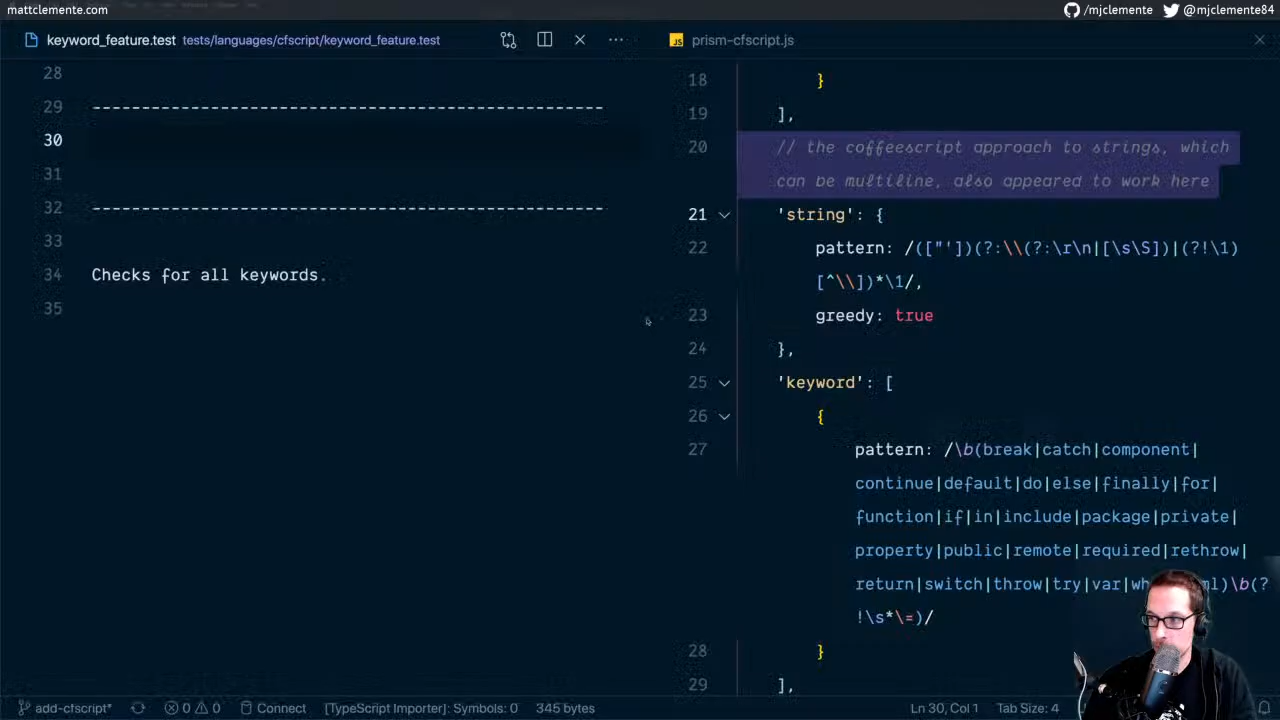 mattclemente.com
/mjclemente @mjclemente84
keyword_feature.test tests/languages/cfscript/keyword_feature.test
28
29 ----------------------------------------------------
30
31
32 ----------------------------------------------------
33
34 Checks for all keywords.
35
JS prism-cfscript.js
18 }
19 ],
20 // the coffeescript approach to strings, which
can be multiline, also appeared to work here
21 'string': {
22 pattern: /(["'])(?:\\(?:\r\n|[\s\S])|(?!\1)
[^\\])*\1/,
23 greedy: true
24 },
25 'keyword': [
26 {
27 pattern: /\b(break|catch|component|
continue|default|do|else|finally|for|
function|if|in|include|package|private|
property|public|remote|required|rethrow|
return|switch|throw|try|var|wh ml)\b(?
!\s*\=)/
28 }
29 ],
add-cfscript* 0 0 Connect [TypeScript Importer]: Symbols: 0 345 bytes Ln 30, Col 1 Tab Size: 4